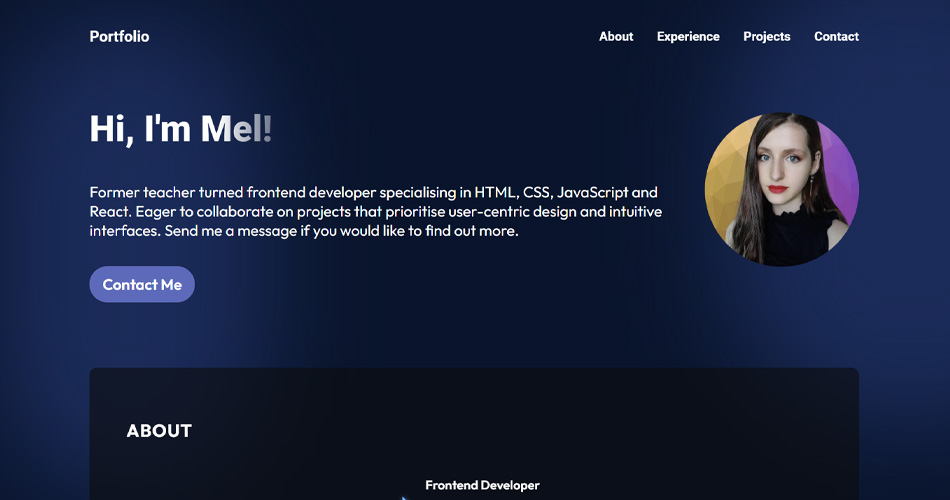 Portfolio
About Experience Projects Contact
Hi, I'm Mel!
Former teacher turned frontend developer specialising in HTML, CSS, JavaScript and
React. Eager to collaborate on projects that prioritise user-centric design and intuitive
interfaces. Send me a message if you would like to find out more.
Contact Me
ABOUT
Frontend Developer